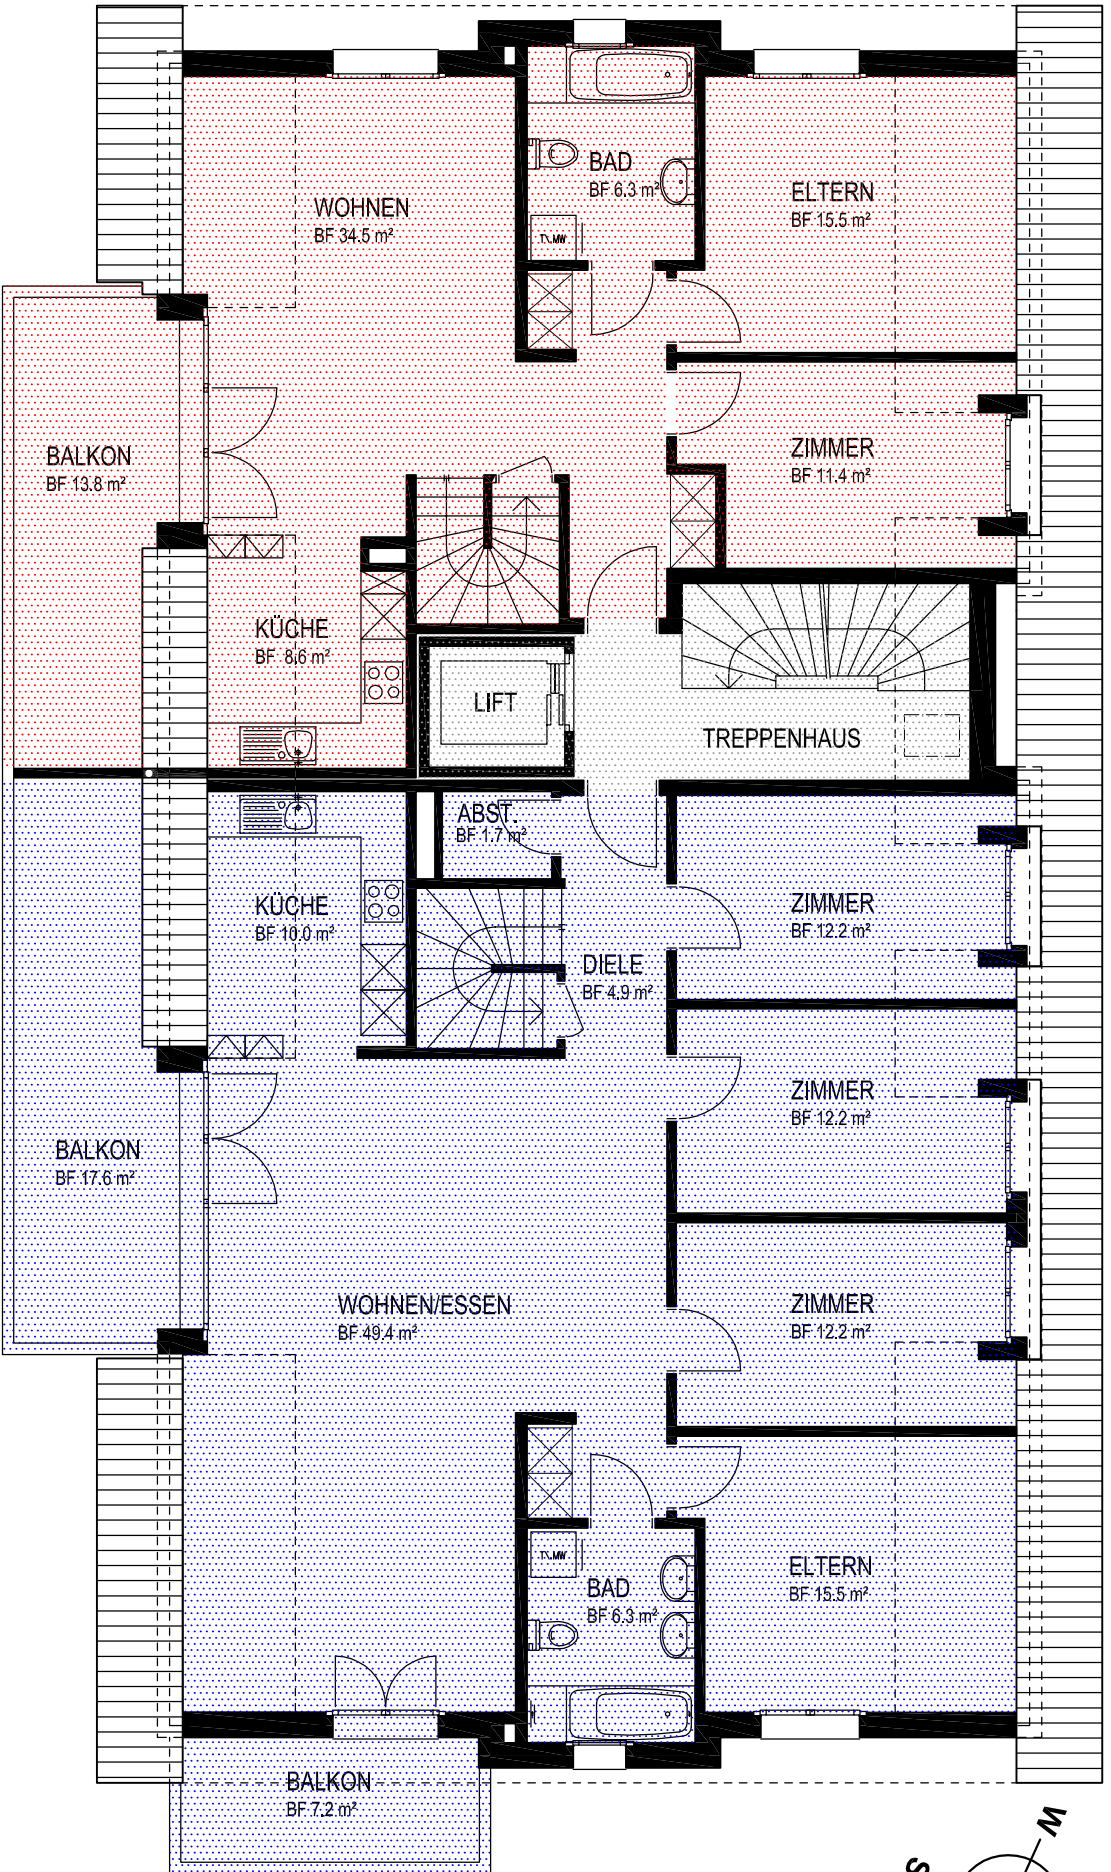 BAD
BF 6.3 m²
ELTERN
BF 15.5 m²
WOHNEN
BF 34.5 m²
T\.MW
BALKON
BF 13.8 m²
ZIMMER
BF 11.4 m²
KÜCHE
BF 8.6 m²
LIFT
TREPPENHAUS
ABST.
BF 1.7 m²
KÜCHE
BF 10.0 m²
ZIMMER
BF 12.2 m²
DIELE
BF 4.9 m²
ZIMMER
BF 12.2 m²
BALKON
BF 17.6 m²
WOHNEN/ESSEN
BF 49.4 m²
ZIMMER
BF 12.2 m²
T\.MW
BAD
BF 6.3 m²
ELTERN
BF 15.5 m²
BALKON
BF 7.2 m²
W
S